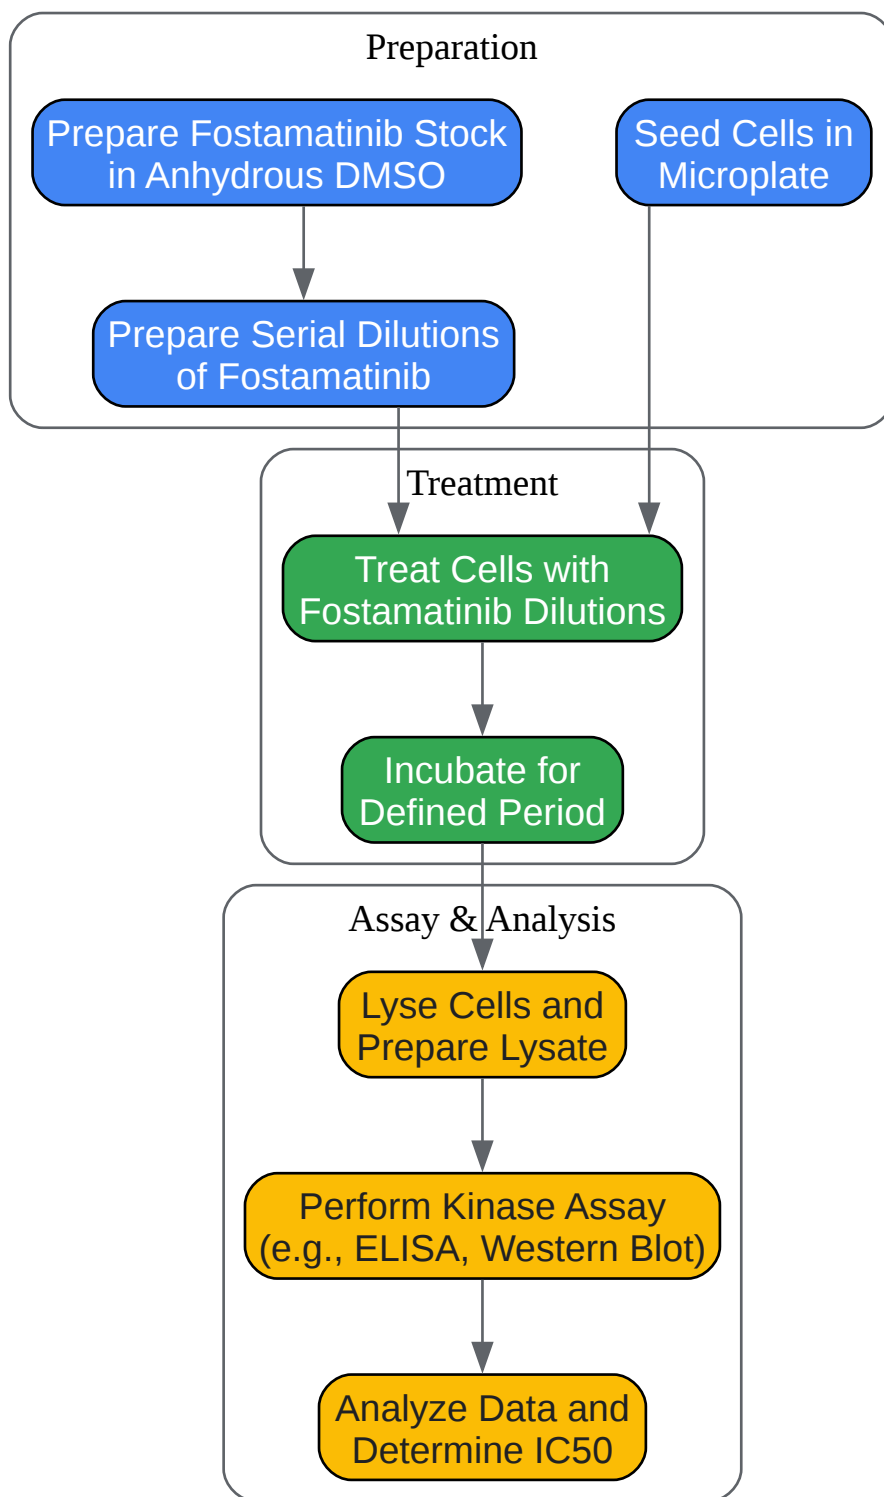 Preparation
Prepare Fostamatinib Stock
in Anhydrous DMSO
Seed Cells in
Microplate
Prepare Serial Dilutions
of Fostamatinib
Treatment
Treat Cells with
Fostamatinib Dilutions
Incubate for
Defined Period
Assay & Analysis
Lyse Cells and
Prepare Lysate
Perform Kinase Assay
(e.g., ELISA, Western Blot)
Analyze Data and
Determine IC50